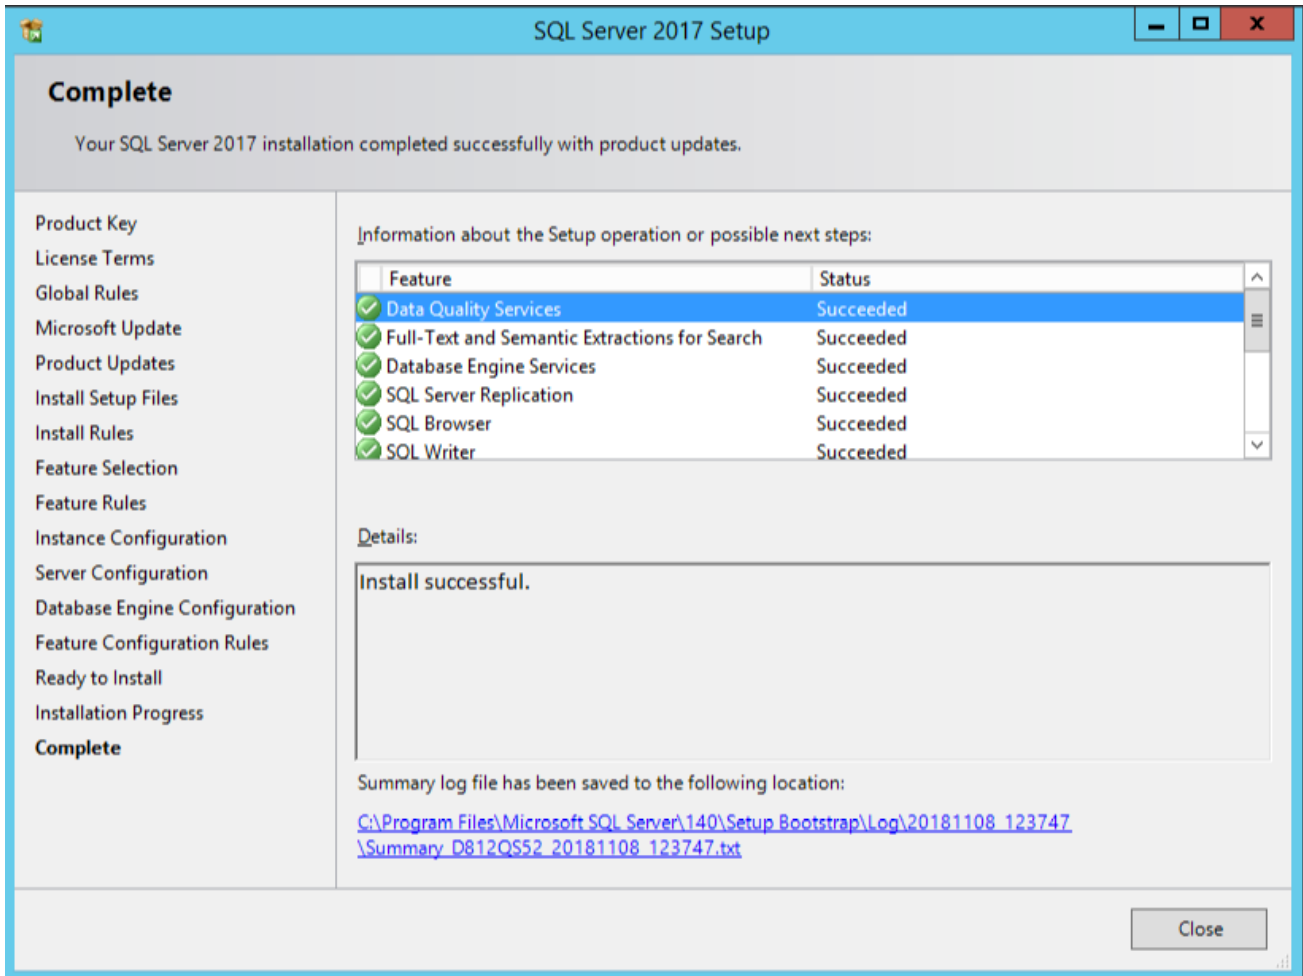 SQL Server 2017 Setup
Complete
Your SQL Server 2017 installation completed successfully with product updates.
Product Key
License Terms
Global Rules
Microsoft Update
Product Updates
Install Setup Files
Install Rules
Feature Selection
Feature Rules
Instance Configuration
Server Configuration
Database Engine Configuration
Feature Configuration Rules
Ready to Install
Installation Progress
Complete
Information about the Setup operation or possible next steps:
Feature Status
Data Quality Services Succeeded
Full-Text and Semantic Extractions for Search Succeeded
Database Engine Services Succeeded
SQL Server Replication Succeeded
SQL Browser Succeeded
SQL Writer Succeeded
Details:
Install successful.
Summary log file has been saved to the following location:
C:\Program Files\Microsoft SQL Server\140\Setup Bootstrap\Log\20181108_123747
\Summary_D812QS52_20181108_123747.txt
Close